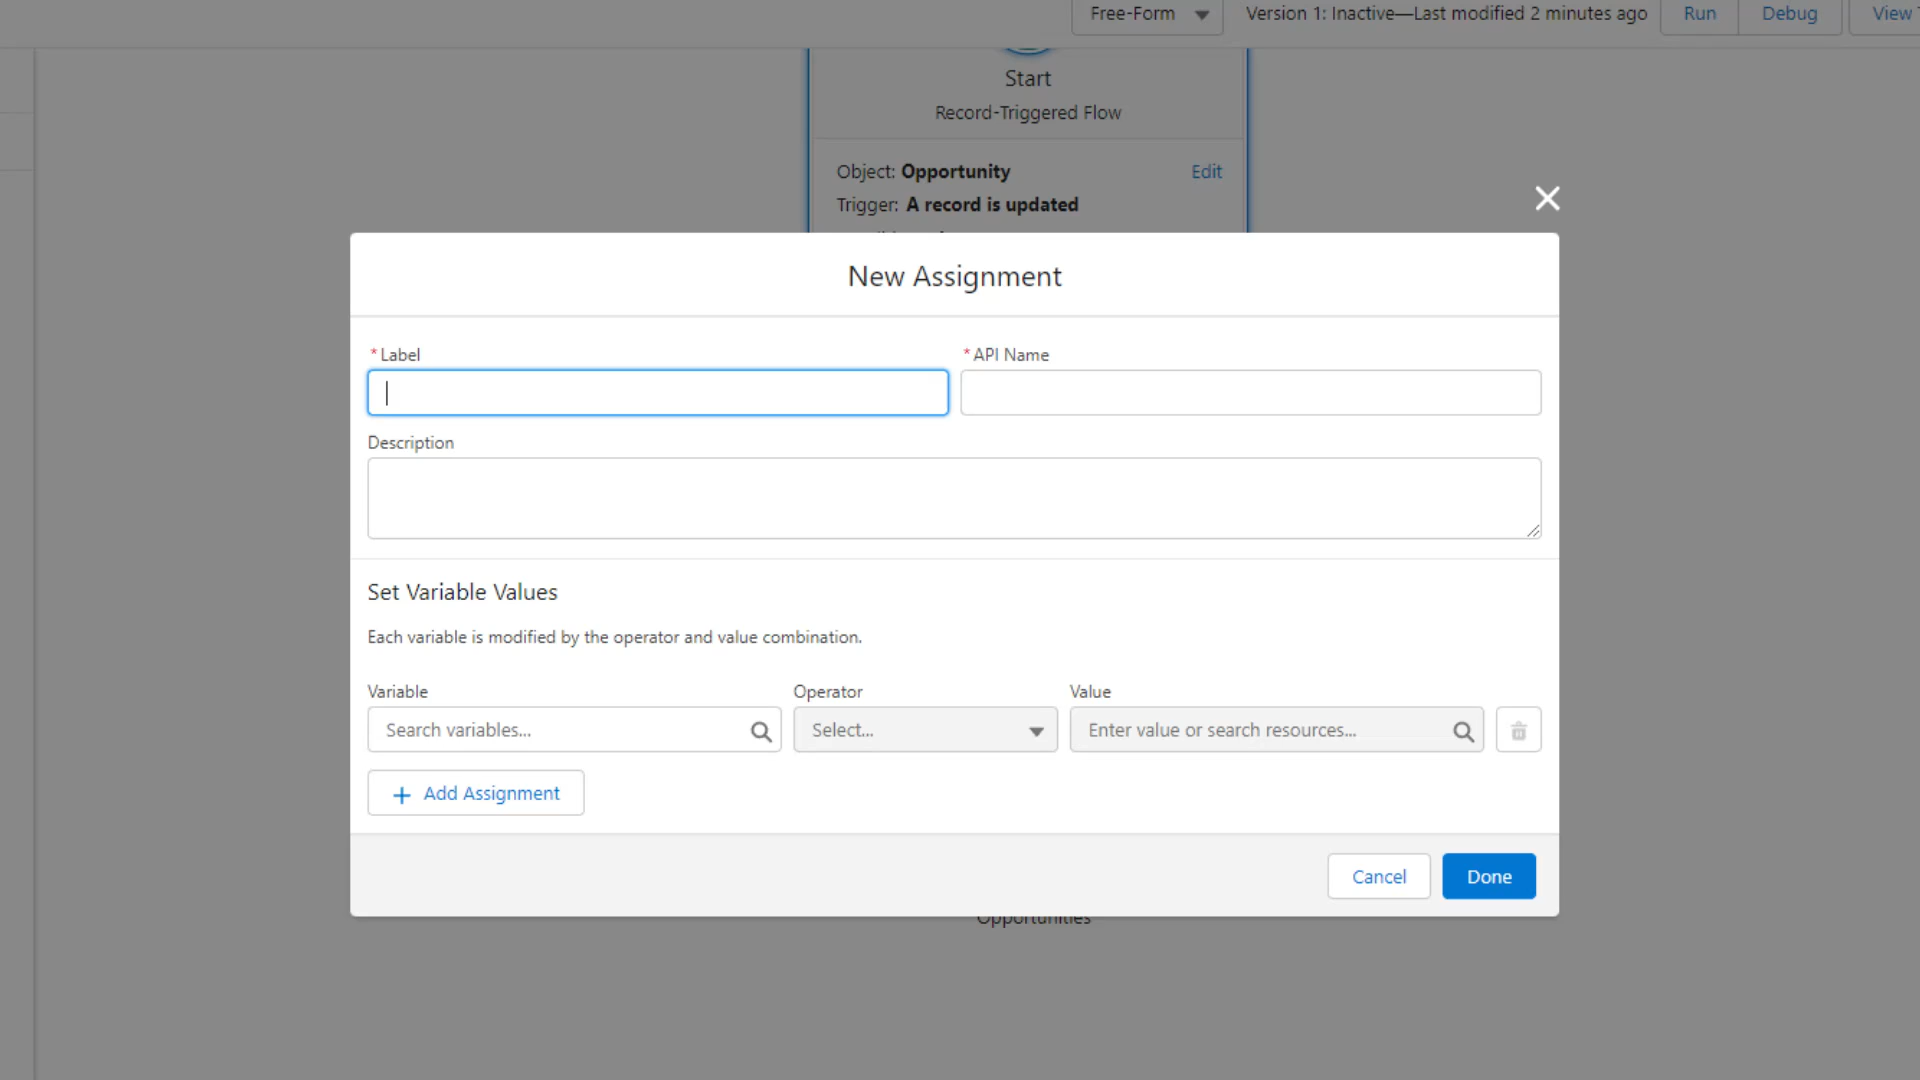 Free-Form
Version 1: Inactive—Last modified 2 minutes ago
Run
Debug
View
Start
Record-Triggered Flow
Object: Opportunity
Edit
Trigger: A record is updated
New Assignment
* Label
* API Name
Description
Set Variable Values
Each variable is modified by the operator and value combination.
Variable
Operator
Value
Search variables...
Select...
Enter value or search resources...
+ Add Assignment
Cancel
Done
Opportunities